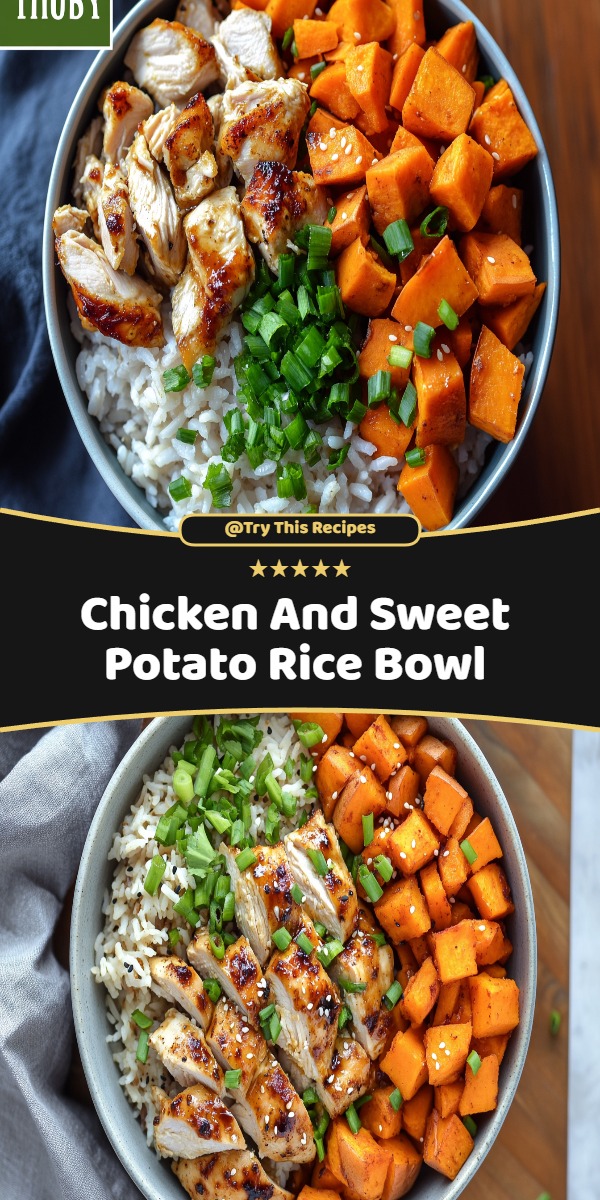 @Try This Recipes
★★★★★
Chicken And Sweet
Potato Rice Bowl